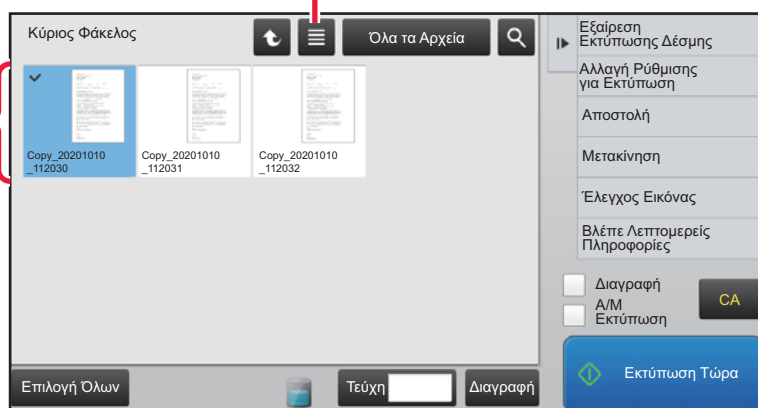 Κύριος Φάκελος
Όλα τα Αρχεία
Copy_20201010
_112030
Copy_20201010
_112031
Copy_20201010
_112032
Εξαίρεση
Εκτύπωσης Δέσμης
Αλλαγή Ρύθμισης
για Εκτύπωση
Αποστολή
Μετακίνηση
Έλεγχος Εικόνας
Βλέπε Λεπτομερείς
Πληροφορίες
Διαγραφή
Α/Μ
Εκτύπωση
CA
Επιλογή Όλων
Τεύχη
Διαγραφή
Εκτύπωση Τώρα